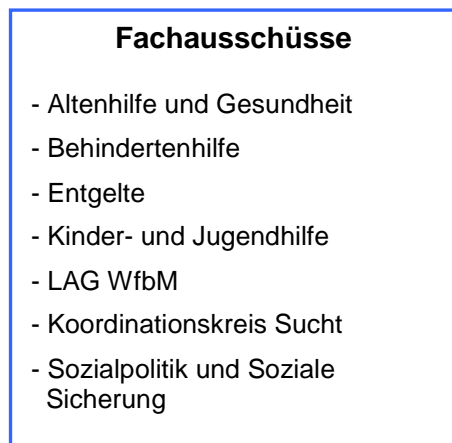 Fachausschüsse
- Altenhilfe und Gesundheit
- Behindertenhilfe
- Entgelte
- Kinder- und Jugendhilfe
- LAG WfbM
- Koordinationskreis Sucht
- Sozialpolitik und Soziale
Sicherung